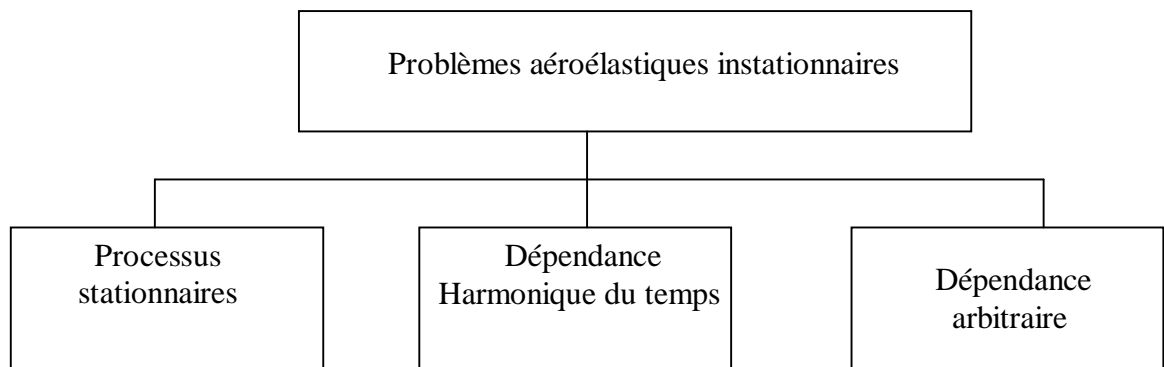 Problèmes aéroélastiques instationnaires
Processus
stationnaires
Dépendance
Harmonique du temps
Dépendance
arbitraire